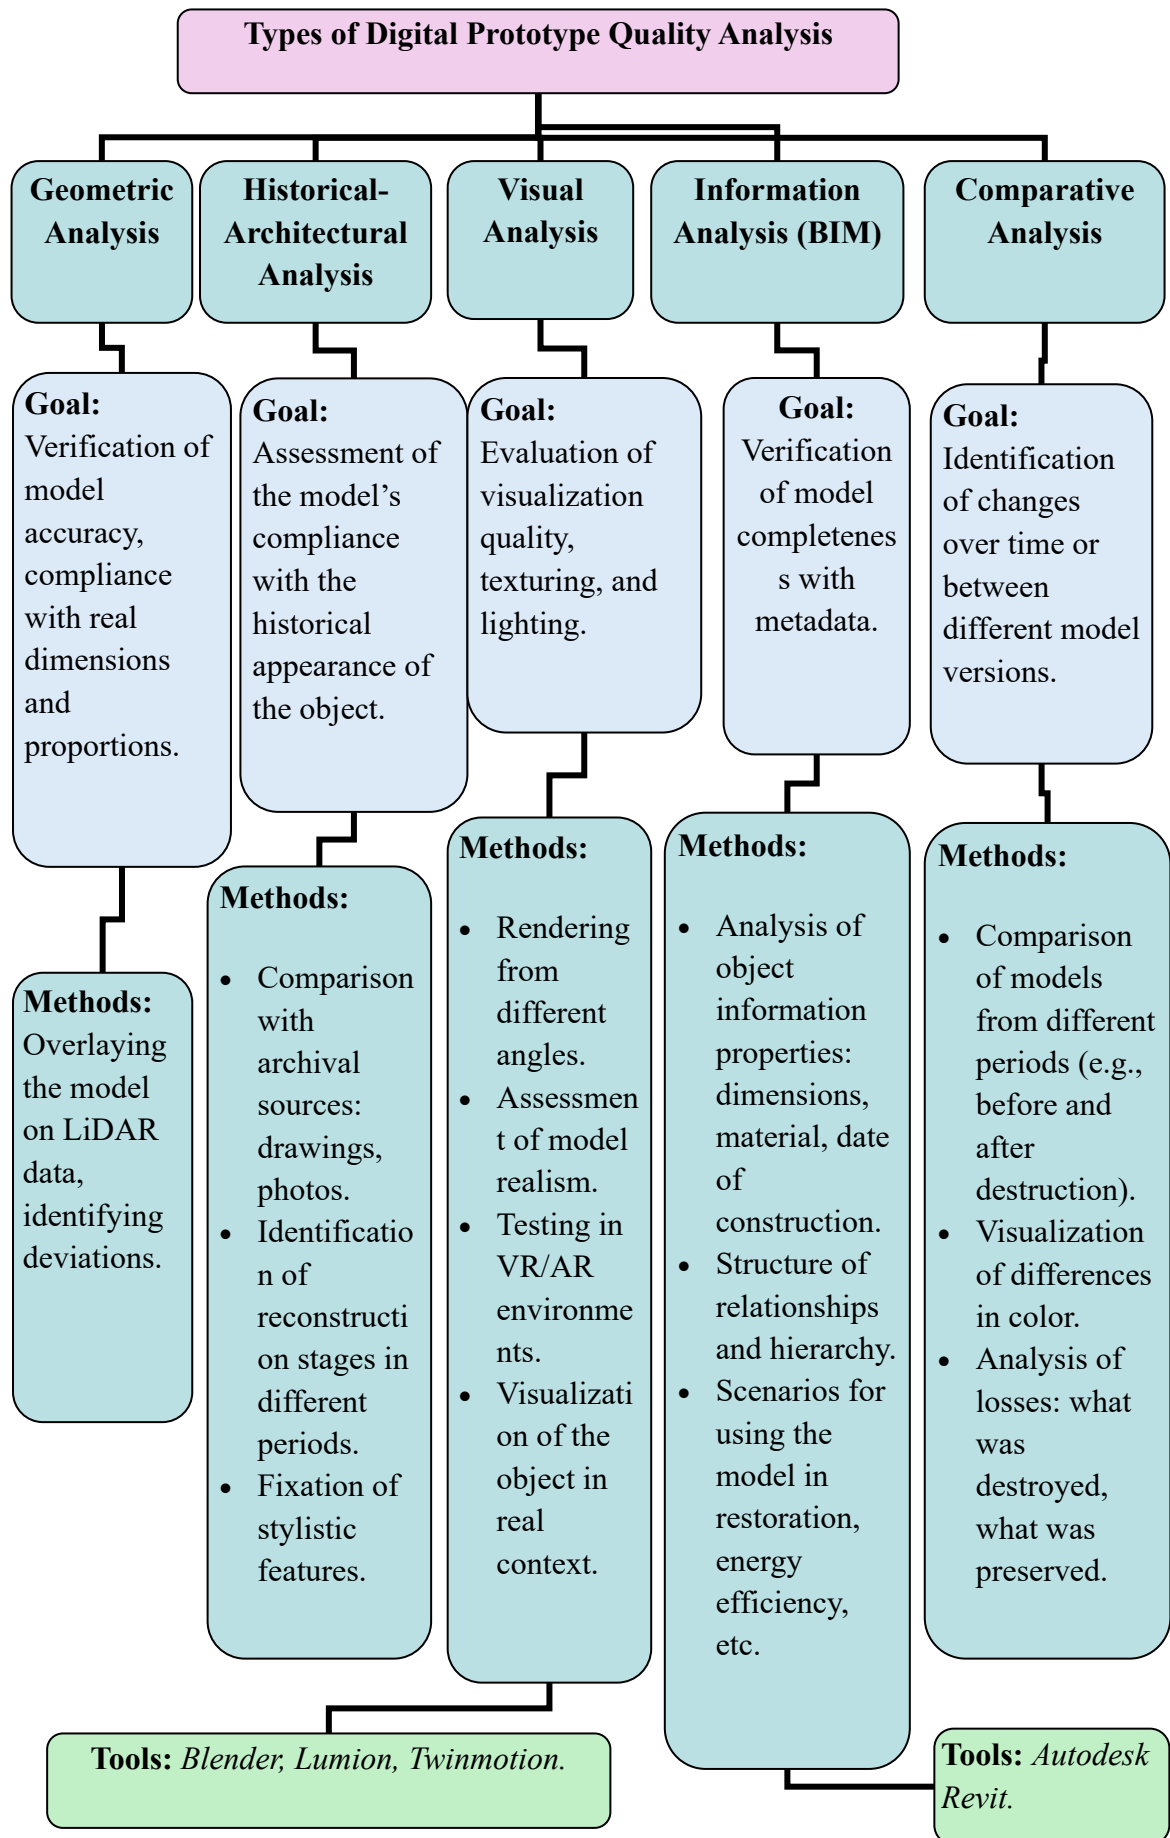 Types of Digital Prototype Quality Analysis
Geometric
Analysis
Historical-
Architectural
Analysis
Visual
Analysis
Information
Analysis (BIM)
Comparative
Analysis
Goal:
Verification of
model
accuracy,
compliance
with real
dimensions
and
proportions.
Goal:
Assessment of
the model’s
compliance
with the
historical
appearance of
the object.
Goal:
Evaluation of
visualization
quality,
texturing, and
lighting.
Goal:
Verification
of model
completenes
s with
metadata.
Goal:
Identification
of changes
over time or
between
different model
versions.
Methods:
Overlaying
the model
on LiDAR
data,
identifying
deviations.
Methods:
• Comparison
with
archival
sources:
drawings,
photos.
• Identificatio
n of
reconstructi
on stages in
different
periods.
• Fixation of
stylistic
features.
Methods:
• Rendering
from
different
angles.
• Assessmen
t of model
realism.
• Testing in
VR/AR
environme
nts.
• Visualizati
on of the
object in
real
context.
Methods:
• Analysis of
object
information
properties:
dimensions,
material, date
of
construction.
• Structure of
relationships
and hierarchy.
• Scenarios for
using the
model in
restoration,
energy
efficiency,
etc.
Methods:
• Comparison
of models
from different
periods (e.g.,
before and
after
destruction).
• Visualization
of differences
in color.
• Analysis of
losses: what
was
destroyed,
what was
preserved.
Tools: Blender, Lumion, Twinmotion.
Tools: Autodesk
Revit.